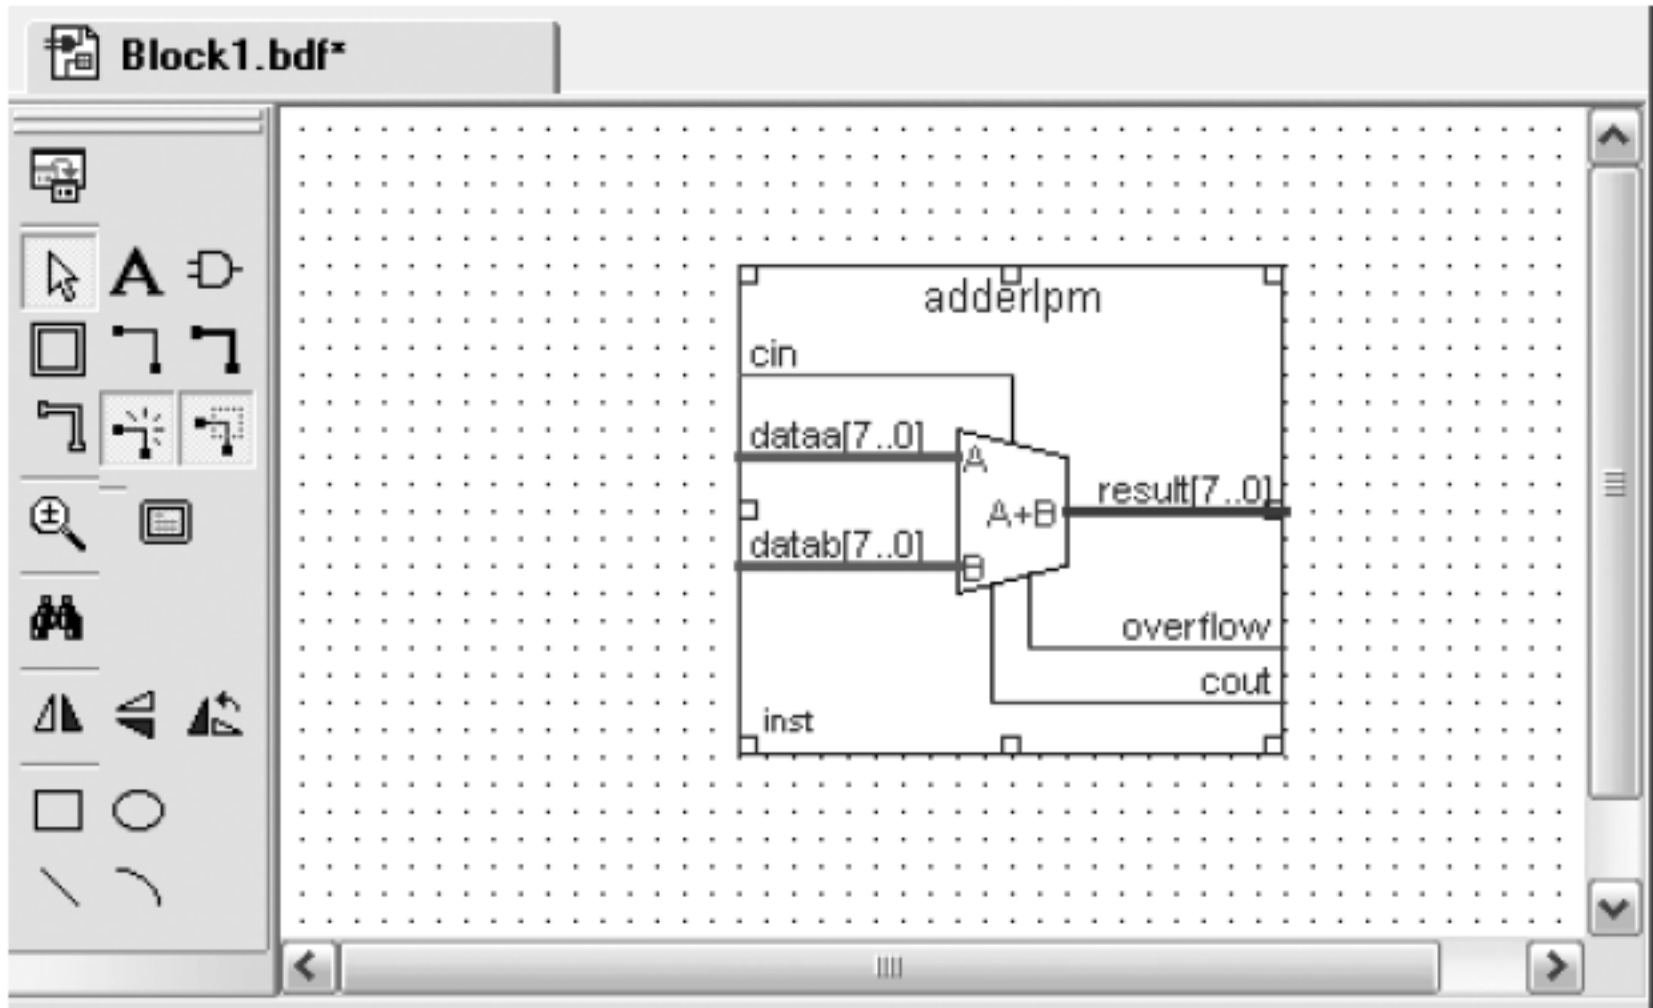 Block1.bdf*
A
adderlpm
cin
dataa[7..0]
A
result[7..0]
A+B
datab[7..0]
B
overflow
cout
inst